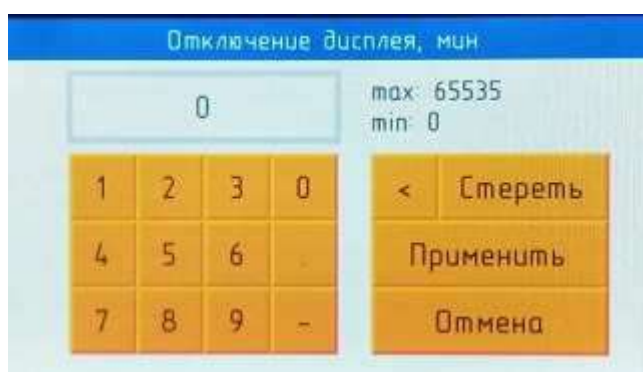 Отключение дисплея, мин
0
max: 65535
min: 0
1 2 3 0 < Стереть
4 5 6 . Применить
7 8 9 - Отмена